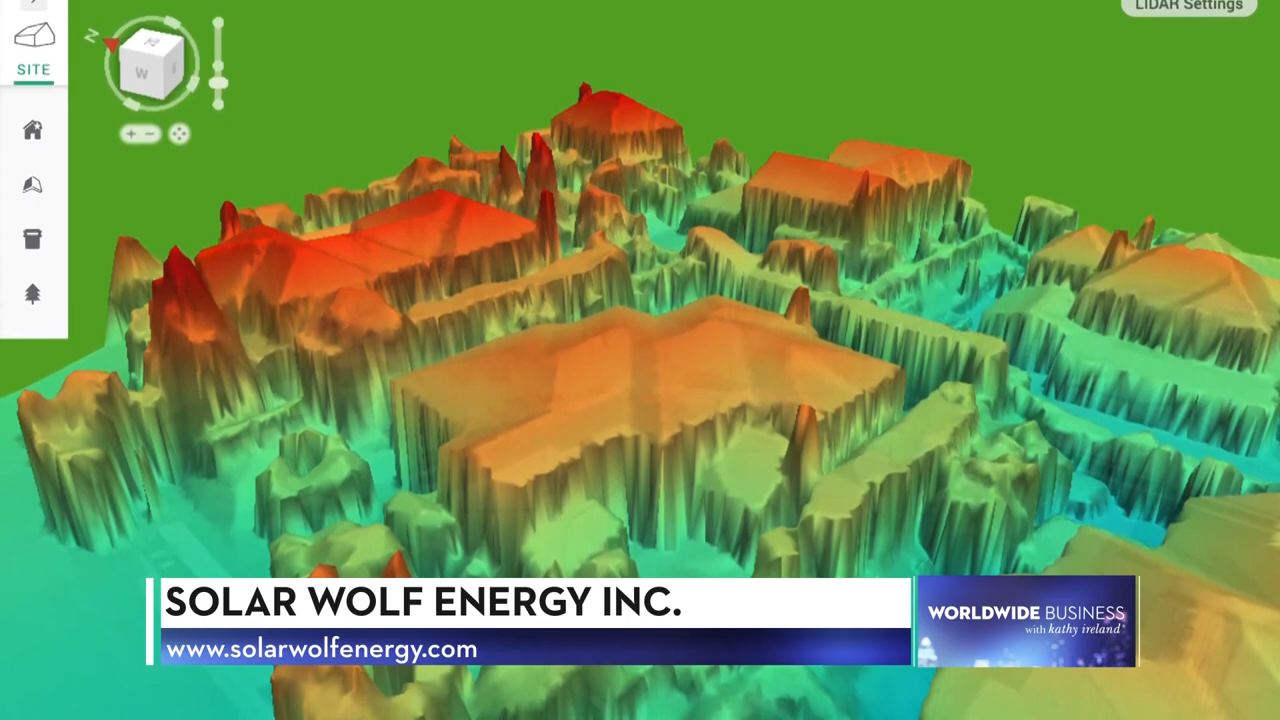 LIDAR Settings
N
W
SITE
SOLAR WOLF ENERGY INC.
www.solarwolfenergy.com
WORLDWIDE BUSINESS
with kathy ireland